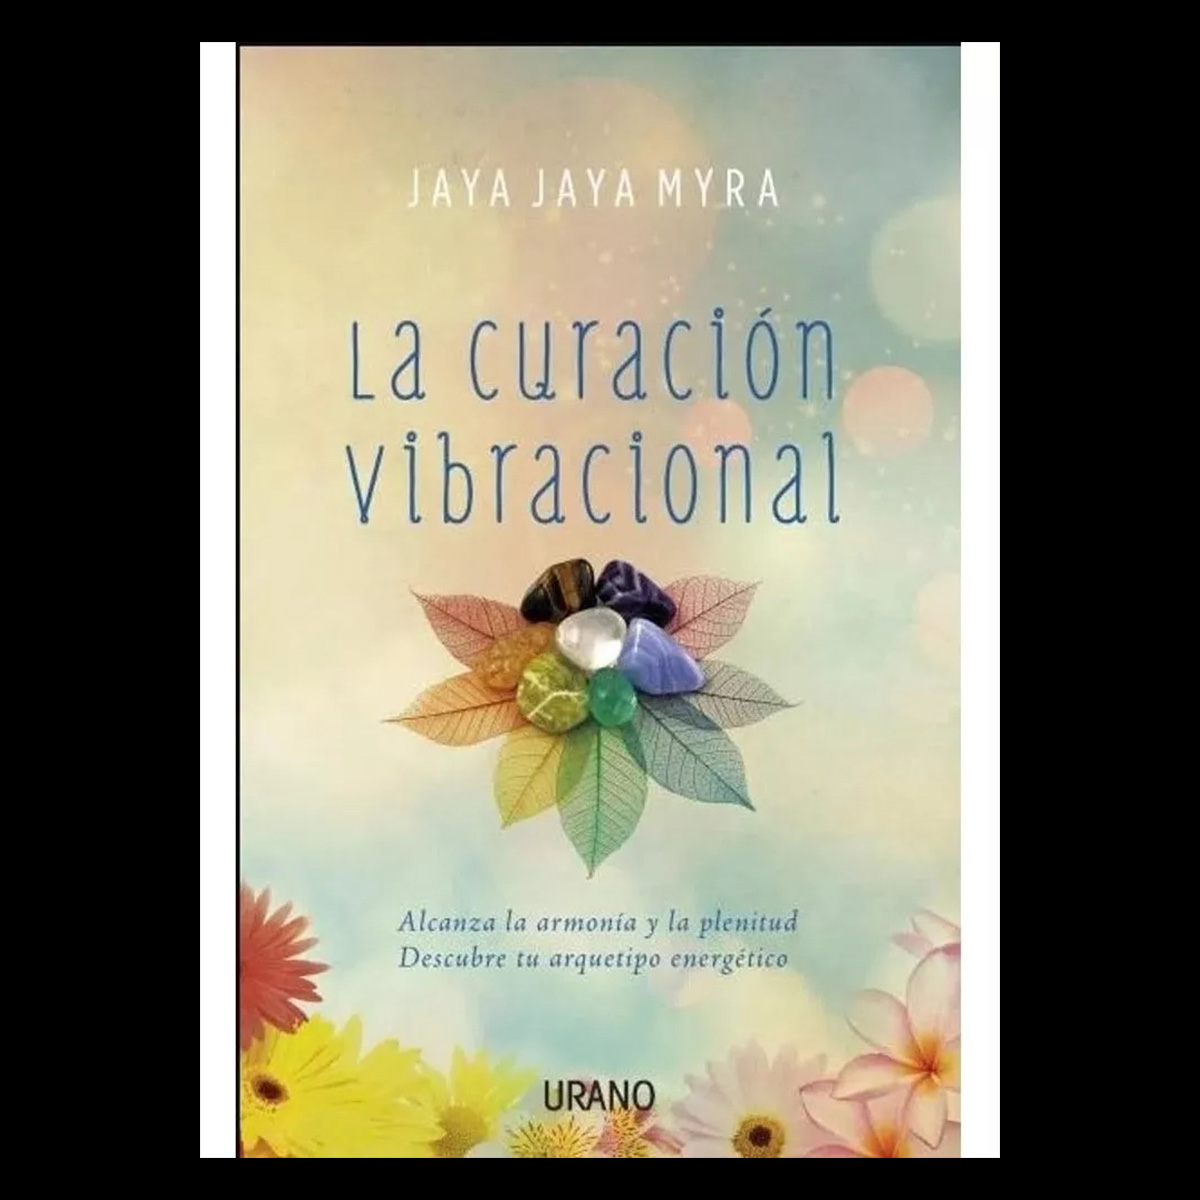 JAYA JAYA MYRA
La curación
vibracional
Alcanza la armonía y la plenitud
Descubre tu arquetipo energético
URANO